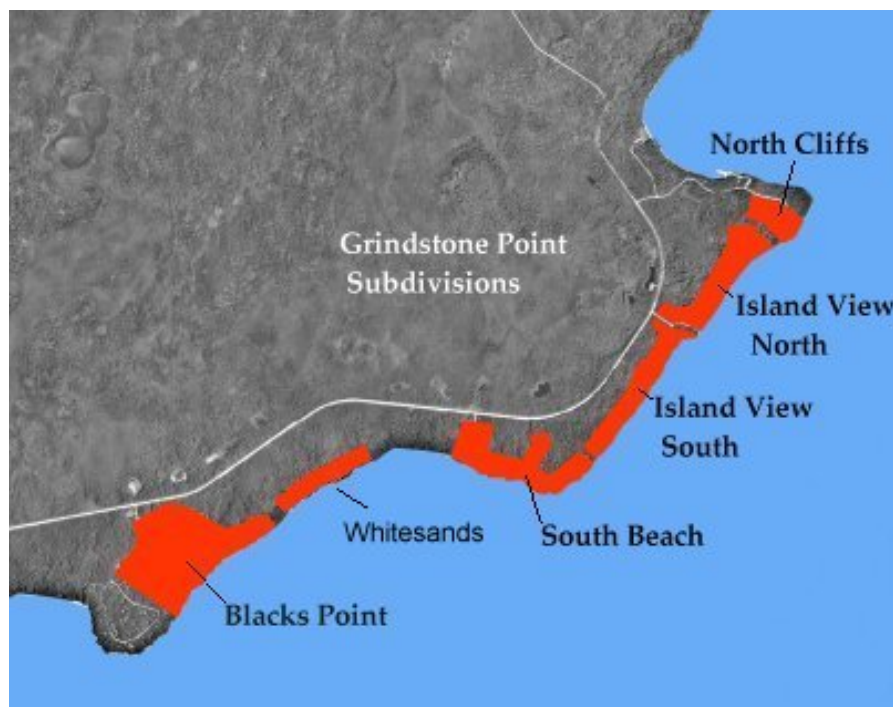 North Cliffs
Grindstone Point
Subdivisions
Island View
North
Island View
South
Whitesands
South Beach
Blacks Point